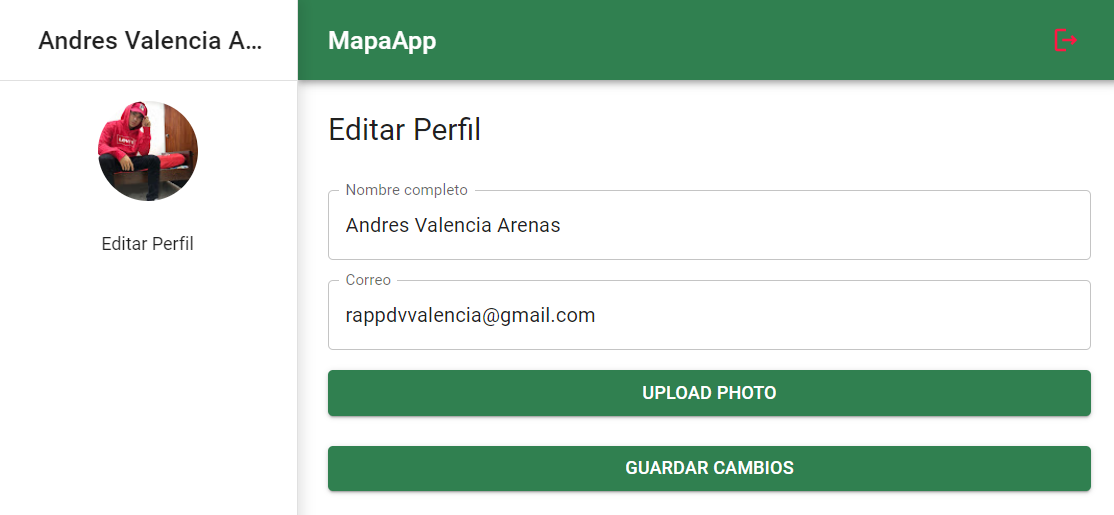 Andres Valencia A...
MapaApp
Editar Perfil
Editar Perfil
Nombre completo
Andres Valencia Arenas
Correo
rappdvvalencia@gmail.com
UPLOAD PHOTO
GUARDAR CAMBIOS